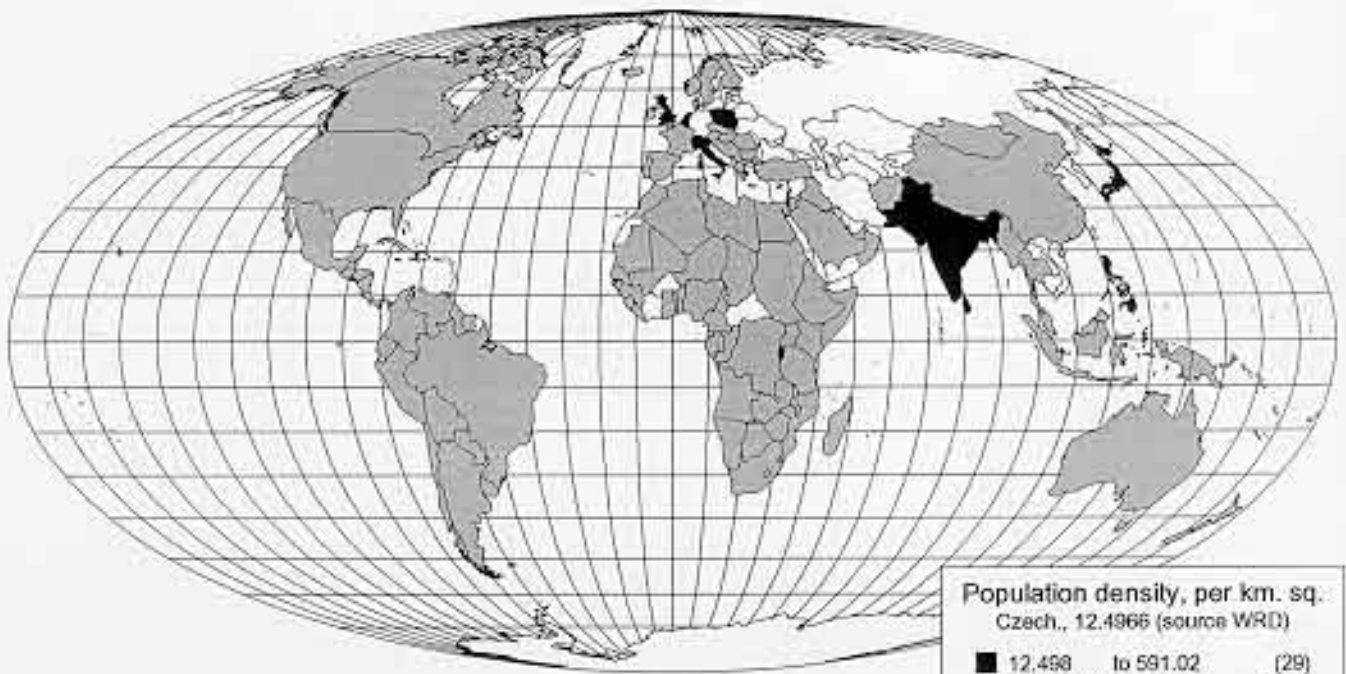 Population density, per km. sq.
Czech., 12.4966 (source WRD)
12.498 to 591.02 (29)